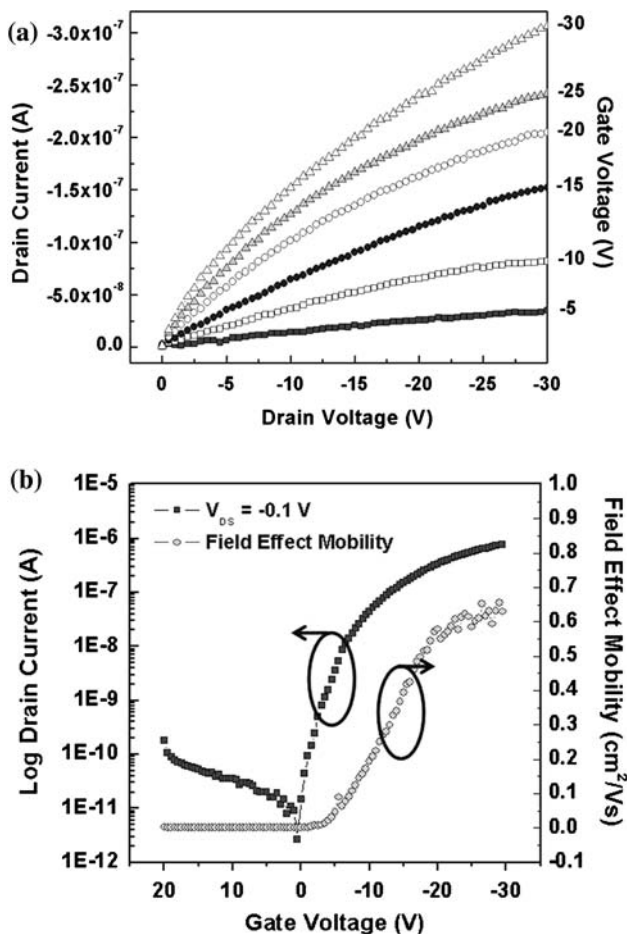 (a)
-3.0x10-7
-2.5x10-7
-2.0x10-7
-1.5x10-7
-1.0x10-7
-5.0x10-8
0.0
Drain Current (A)
0
-5
-10
-15
-20
-25
-30
Drain Voltage (V)
-30
-25
-20
-15
-10
-5
Gate Voltage (V)
(b)
1E-5
1E-6
1E-7
1E-8
1E-9
1E-10
1E-11
1E-12
Log Drain Current (A)
VDS = -0.1 V
Field Effect Mobility
20
10
0
-10
-20
-30
Gate Voltage (V)
1.0
0.9
0.8
0.7
0.6
0.5
0.4
0.3
0.2
0.1
0.0
-0.1
Field Effect Mobility (cm2/Vs)